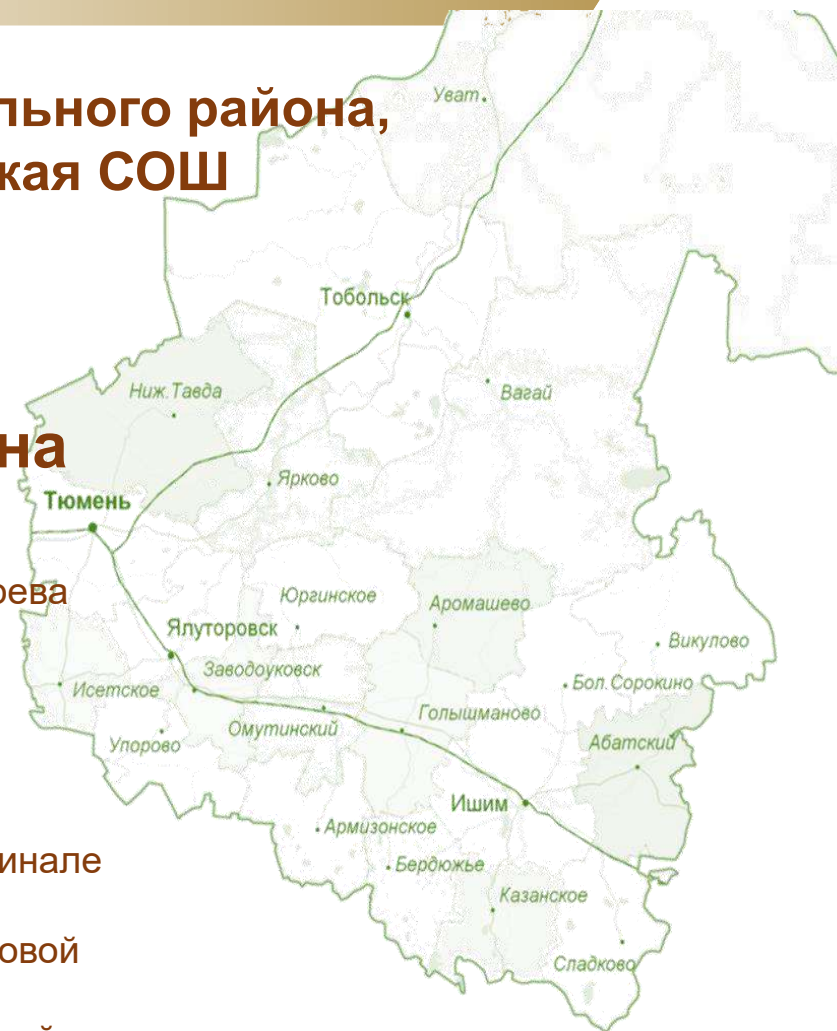 льного района,
кая СОШ
на
рева
инале
овой
Уват
Тобольск
Ниж.Тавда
Вагай
Ярково
Тюмень
Юргинское
Аромашево
Ялуторовск
Викулово
Заводоуковск
Исетское
Бол.Сорокино
Голышманово
Омутинский
Упорово
Абатский
Ишим
Армизонское
Бердюжье
Казанское
Сладково